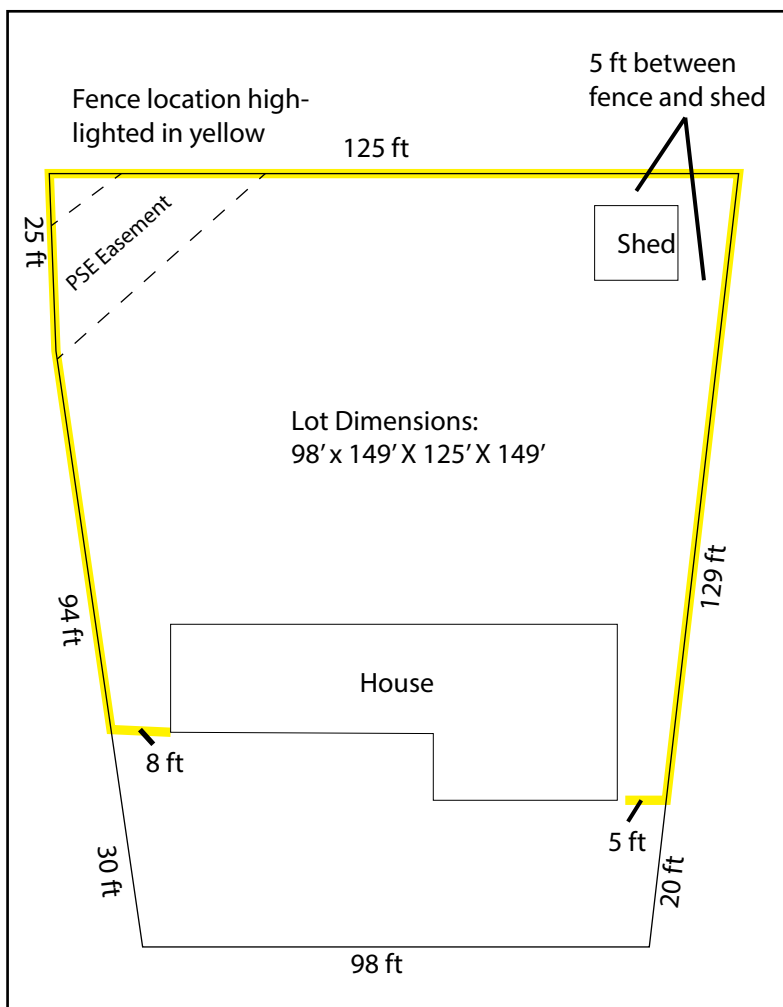 Fence location high-
lighted in yellow
5 ft between
fence and shed
125 ft
25 ft
PSE Easement
Shed
Lot Dimensions:
98’ x 149’ X 125’ X 149’
129 ft
94 ft
House
8 ft
5 ft
30 ft
20 ft
98 ft